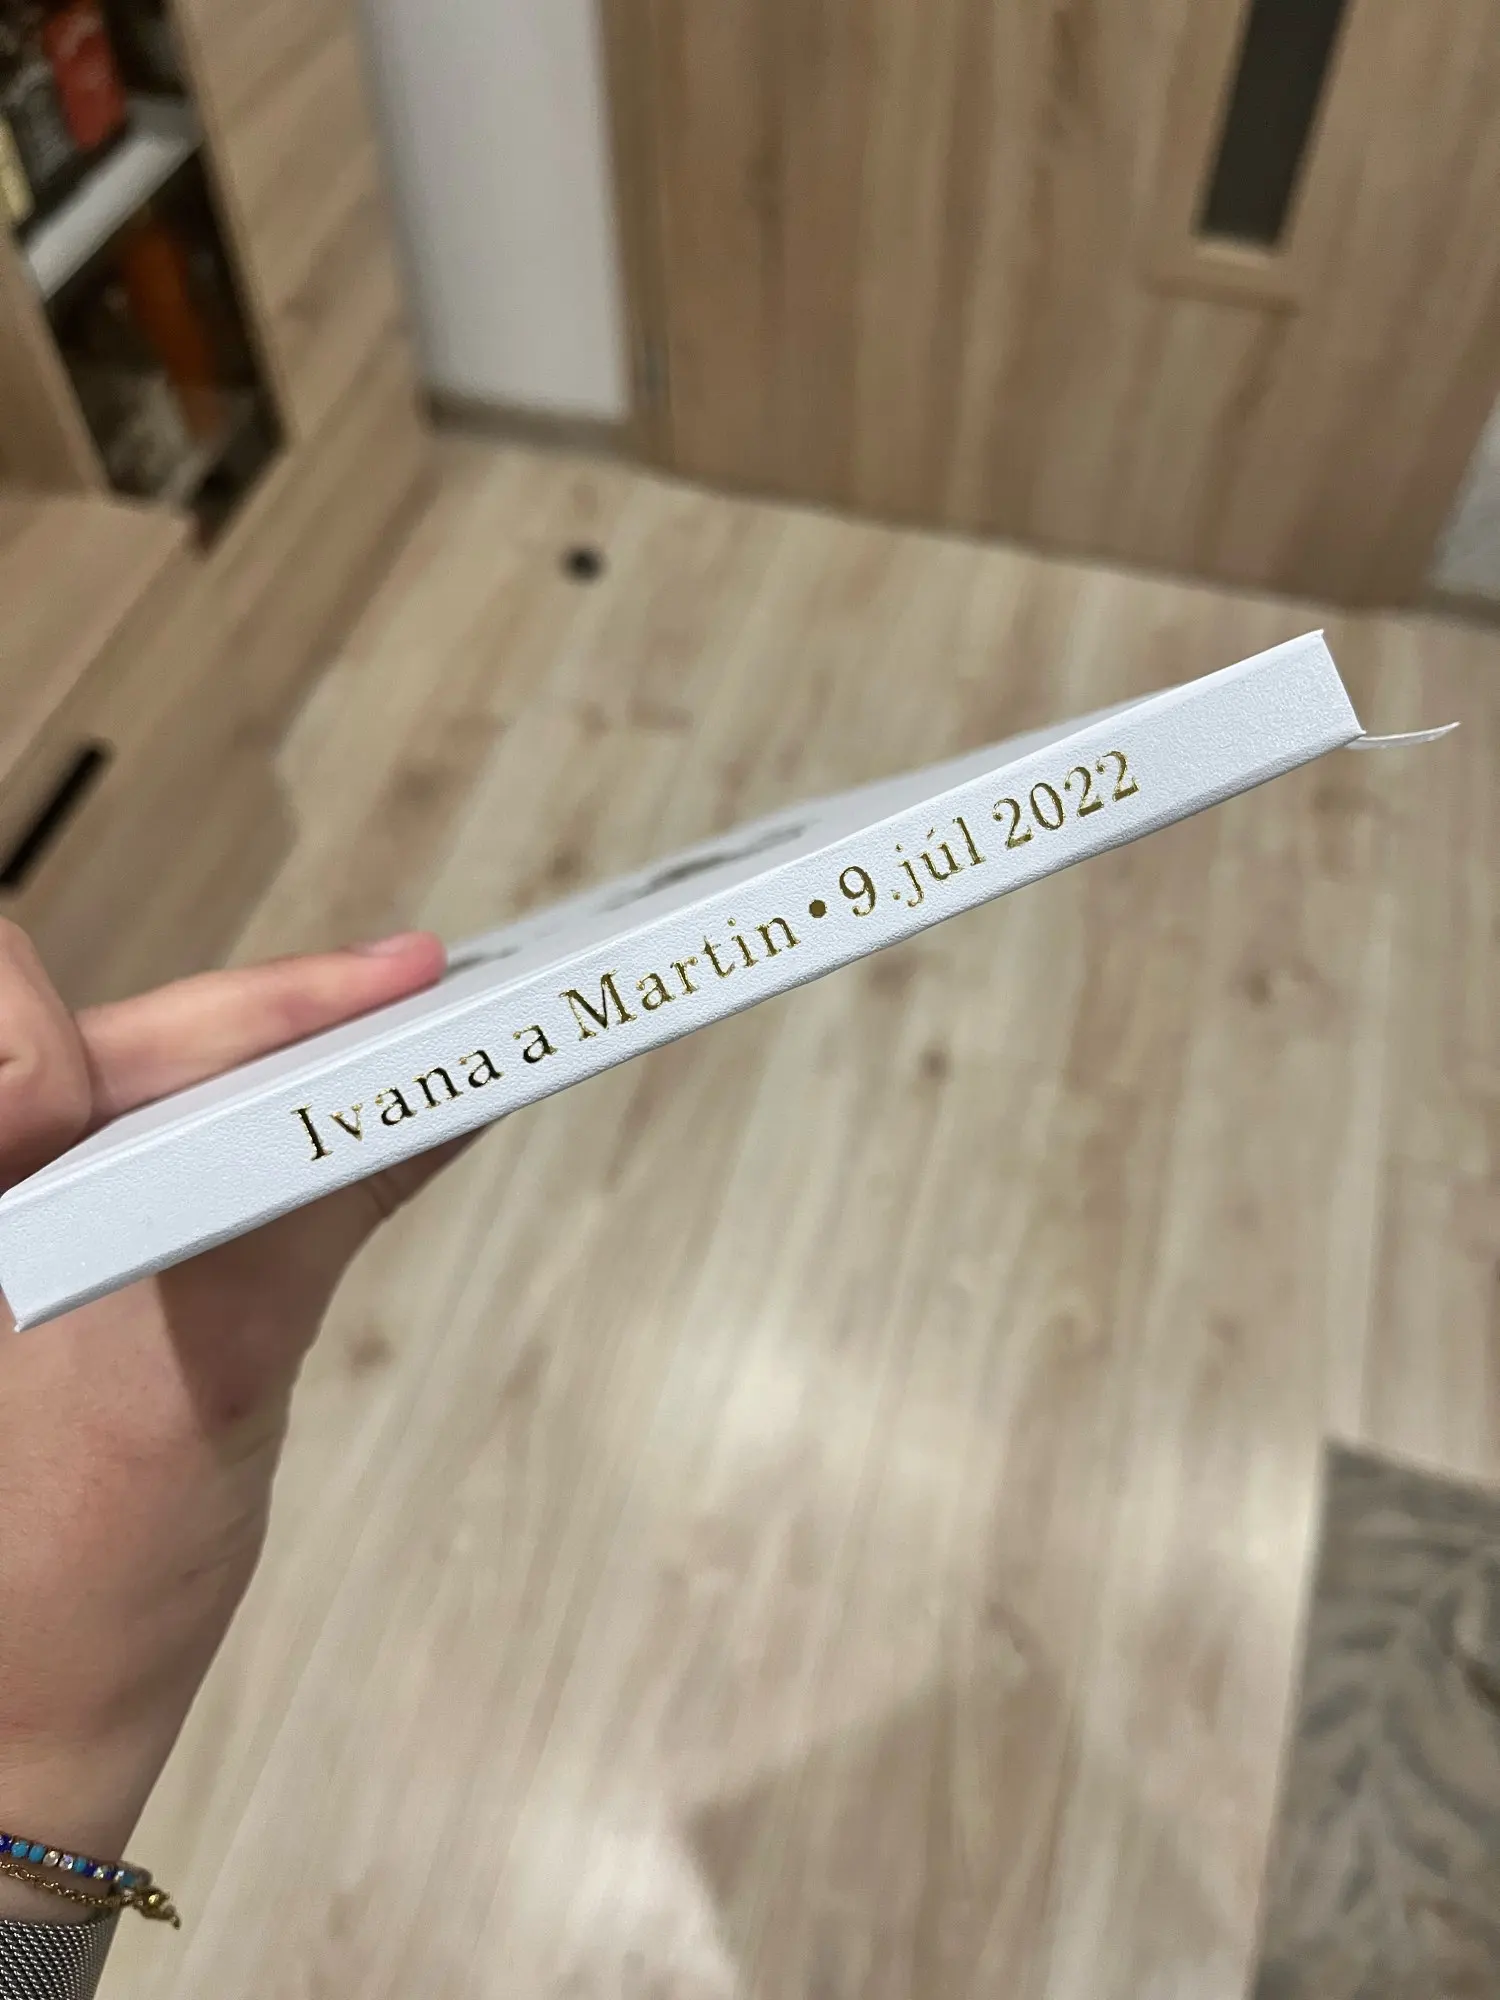 Ivana a Martin • 9.júl 2022